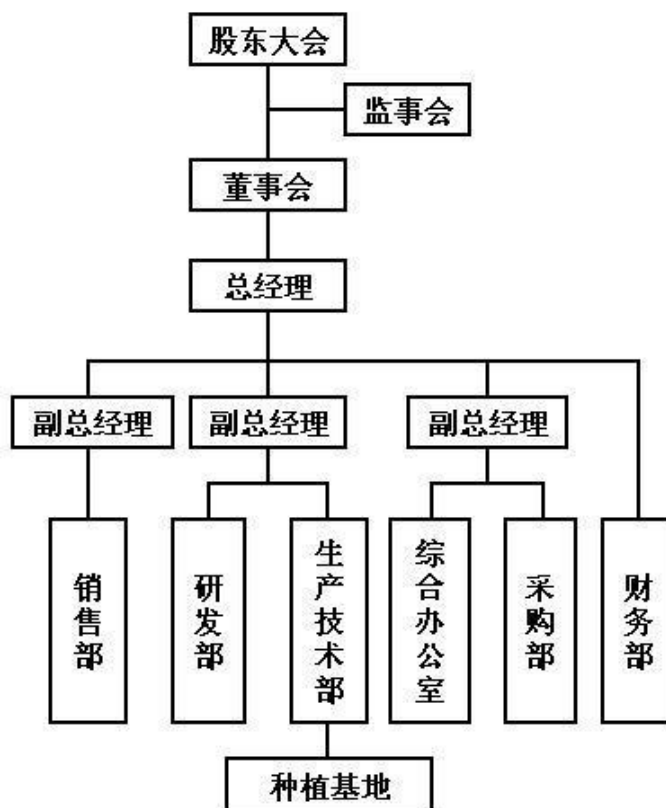 股东大会
监事会
董事会
总经理
副总经理
副总经理
副总经理
销售部
研发部
生产技术部
综合办公室
采购部
财务部
种植基地